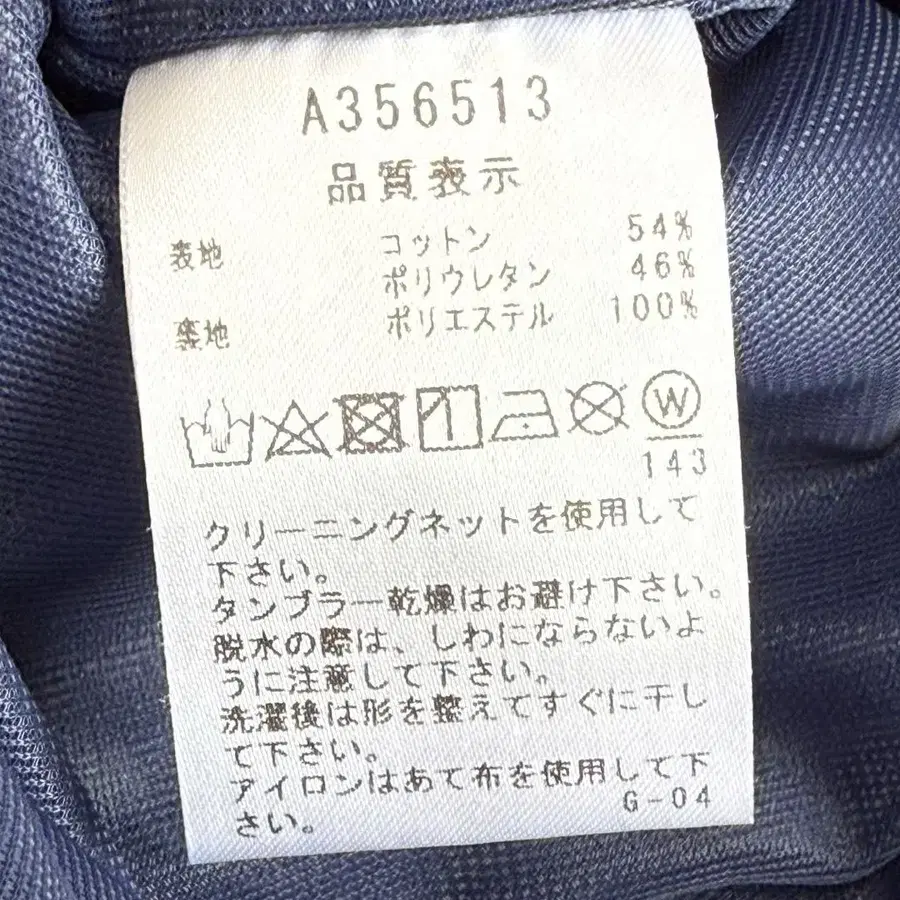 A356513
品質表示
表地 コットン 54%
ポリウレタン 46%
裏地 ポリエステル 100%
W
143
クリーニングネットを使用して
下さい。
タンブラー乾燥はお避け下さい。
脱水の際は、しわにならないよ
うに注意して下さい。
洗濯後は形を整えてすぐに干し
て下さい。
アイロンはあて布を使用して下
さい。
G-04